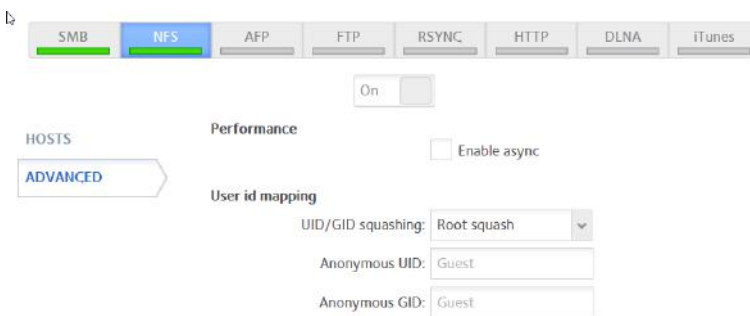 SMB NFS AFP FTP RSYNC HTTP DLNA iTunes
On
HOSTS
ADVANCED
Performance
Enable async
User id mapping
UID/GID squashing: Root squash
Anonymous UID: Guest
Anonymous GID: Guest